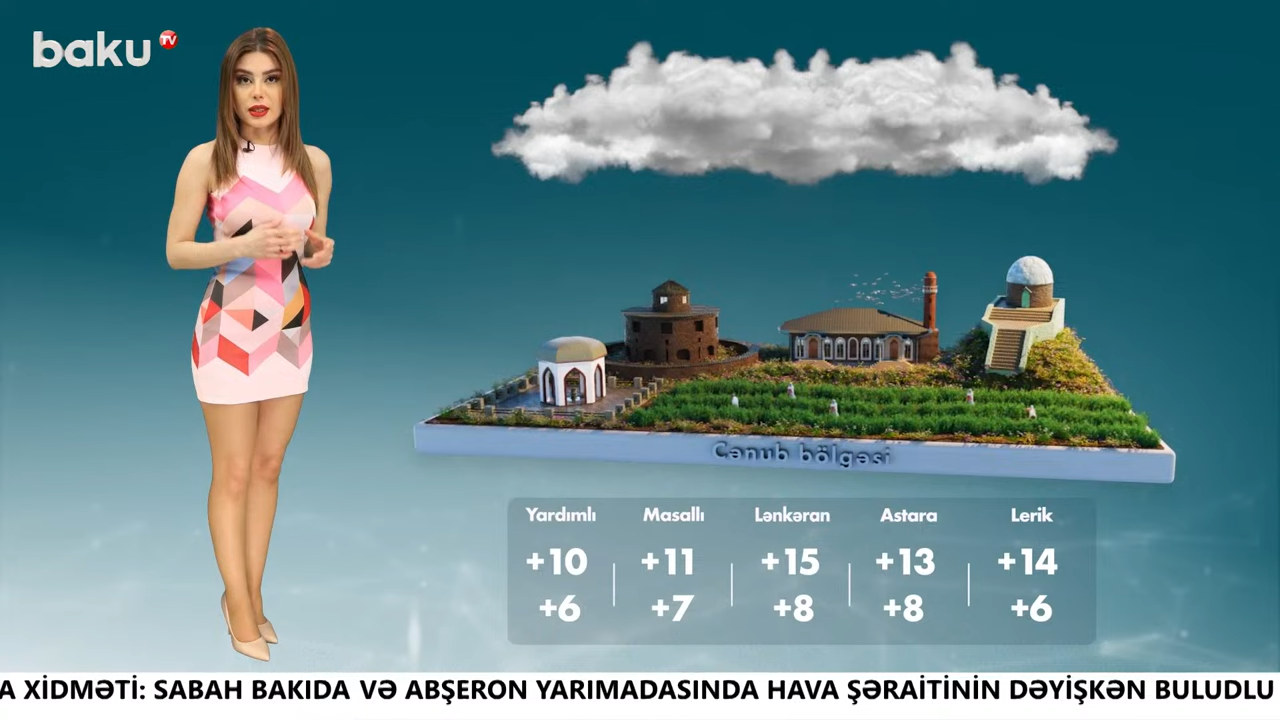 baku TV
Cənub bölgəsi
Yardımlı Masallı Lənkəran Astara Lerik
+10 +11 +15 +13 +14
+6 +7 +8 +8 +6
A XİDMƏTİ: SABAH BAKIDA VƏ ABŞERON YARIMADASINDA HAVA ŞƏRAİTİNİN DƏYİŞKƏN BULUDLU